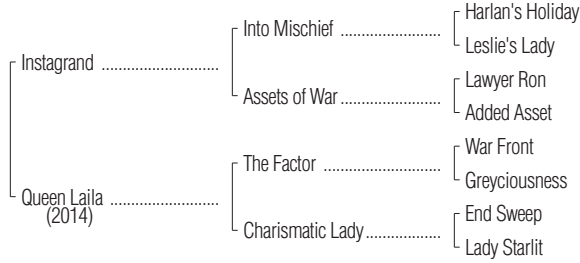 Harlan's Holiday
Into Mischief ....................
Leslie's Lady
Instagrand ........................
Lawyer Ron
Assets of War ....................
Added Asset
War Front
The Factor ........................
Greyciousness
Queen Laila ......................
(2014)
End Sweep
Charismatic Lady ...............
Lady Starlit